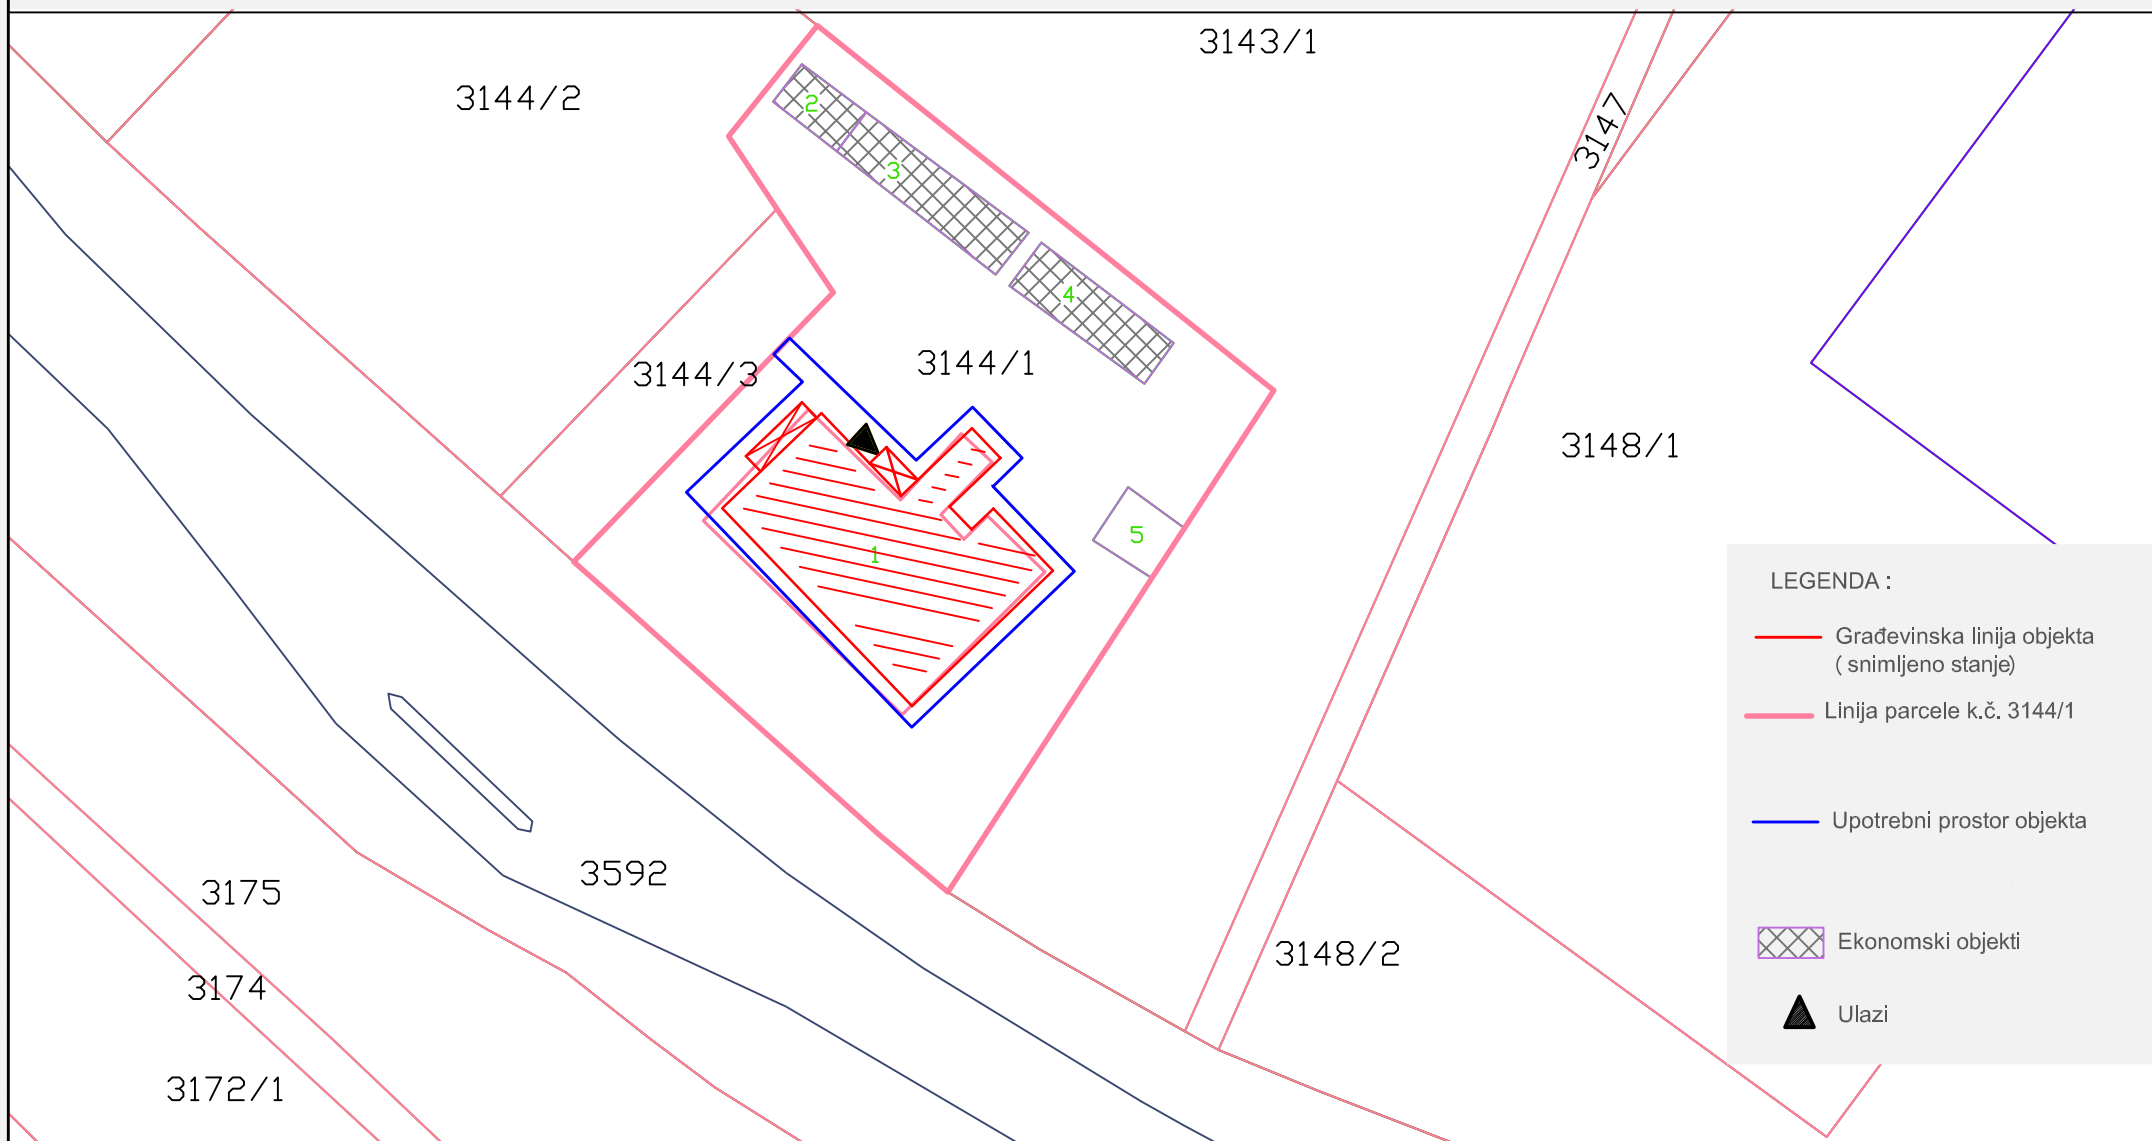 3143/1
3144/2
2
3147
3
4
3144/1
3144/3
3148/1
5
1
LEGENDA :
Građevinska linija objekta
( snimljeno stanje)
Linija parcele k.č. 3144/1
Upotrebni prostor objekta
3592
3175
Ekonomski objekti
3148/2
3174
Ulazi
3172/1